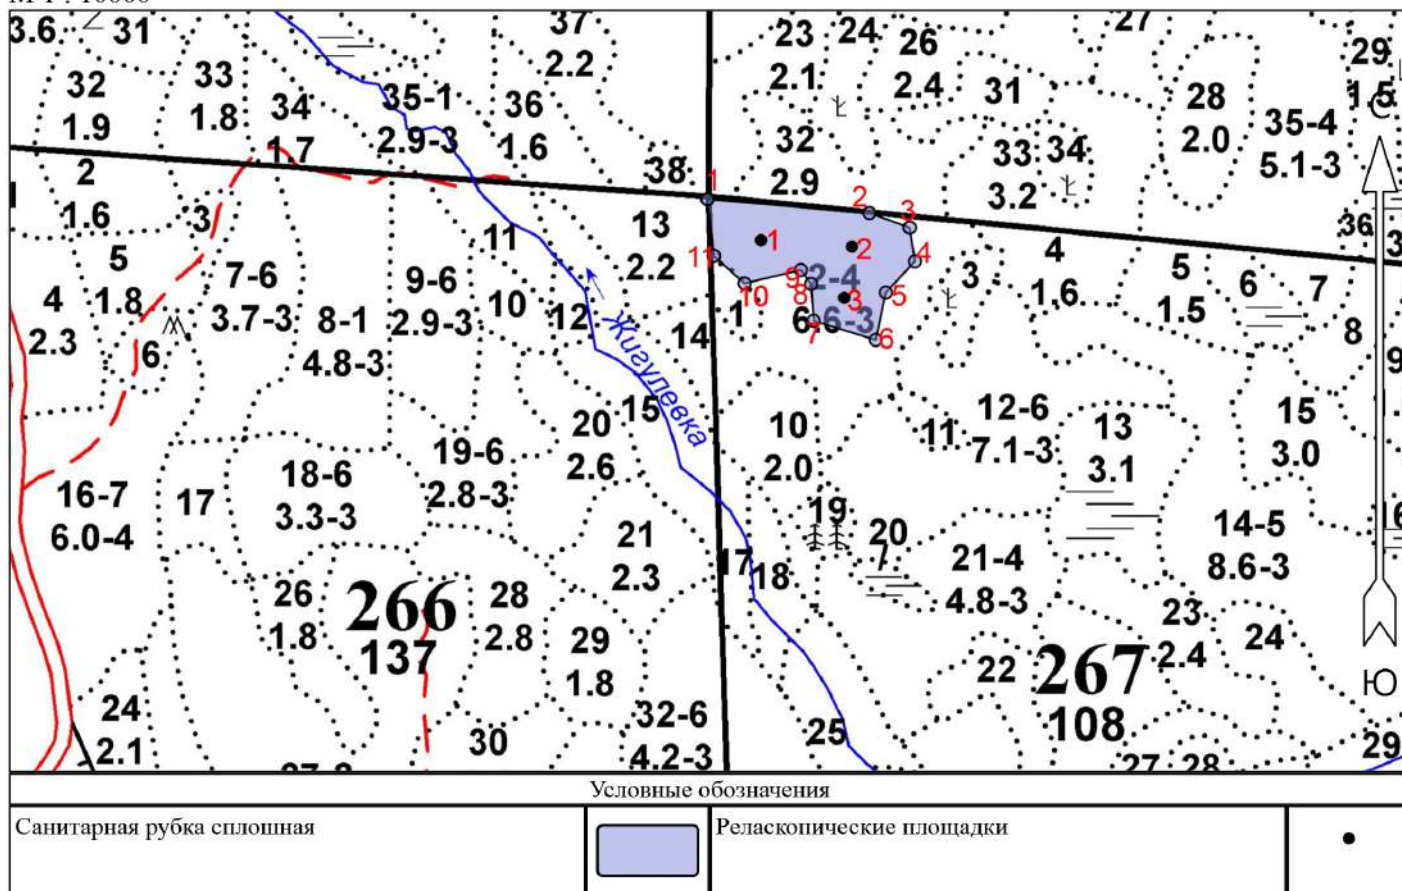 М 1 : 10000
3.6 31 37 23 24 26 27 29
2.2 2.1 2.4 1.5
32 33 34 35-1 36 31 28 35-4 С
1.9 1.8 1.7 2.9-3 1.6 32 33 34 2.0 5.1-3
2 38 2.9 3.2
1.6 3 13 1 2 3 36 3
5 11 2.2 11 1 2 4 4 5 6 7
1.8 7-6 9-6 10 9 2-4 3 1.6 1.5
4 3.7-3 8-1 2.9-3 12 14 1 10 8 3 5 8
2.3 6 4.8-3 Жигулевка 6.6-3 7 6 9
20 15 10 11 12-6 13 15
19-6 2.6 2.0 7.1-3 3.1 3.0
16-7 17 18-6 2.8-3 19 16
6.0-4 3.3-3 21 20 21-4 14-5
2.3 17 18 4.8-3 8.6-3
26 266 28 29 23 24
1.8 137 2.8 1.8 22 267 2.4 Ю
24 32-6 25 108
2.1 30 4.2-3 27 28 29
Условные обозначения
Санитарная рубка сплошная
Реласкопические площадки